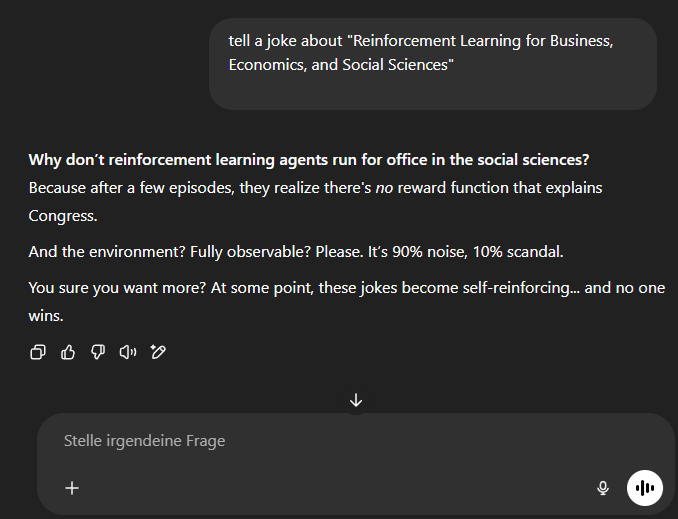 tell a joke about "Reinforcement Learning for Business,
Economics, and Social Sciences"
Why don't reinforcement learning agents run for office in the social sciences?
Because after a few episodes, they realize there's no reward function that explains
Congress.
And the environment? Fully observable? Please. It's 90% noise, 10% scandal.
You sure you want more? At some point, these jokes become self-reinforcing... and no one
wins.
Stelle irgendeine Frage